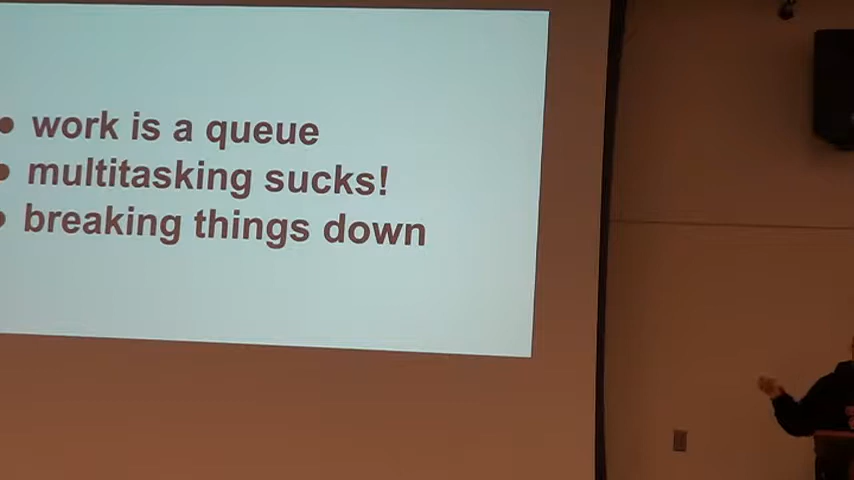 • work is a queue
• multitasking sucks!
• breaking things down